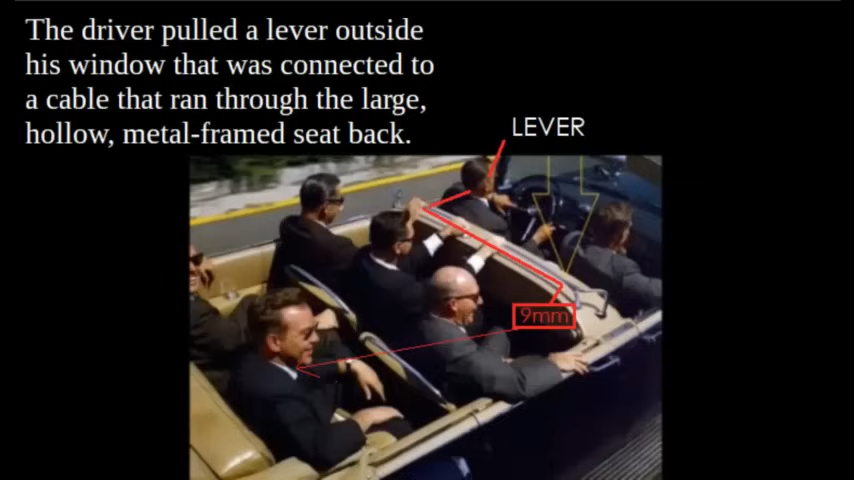 The driver pulled a lever outside
his window that was connected to
a cable that ran through the large,
hollow, metal-framed seat back.
LEVER
9mm